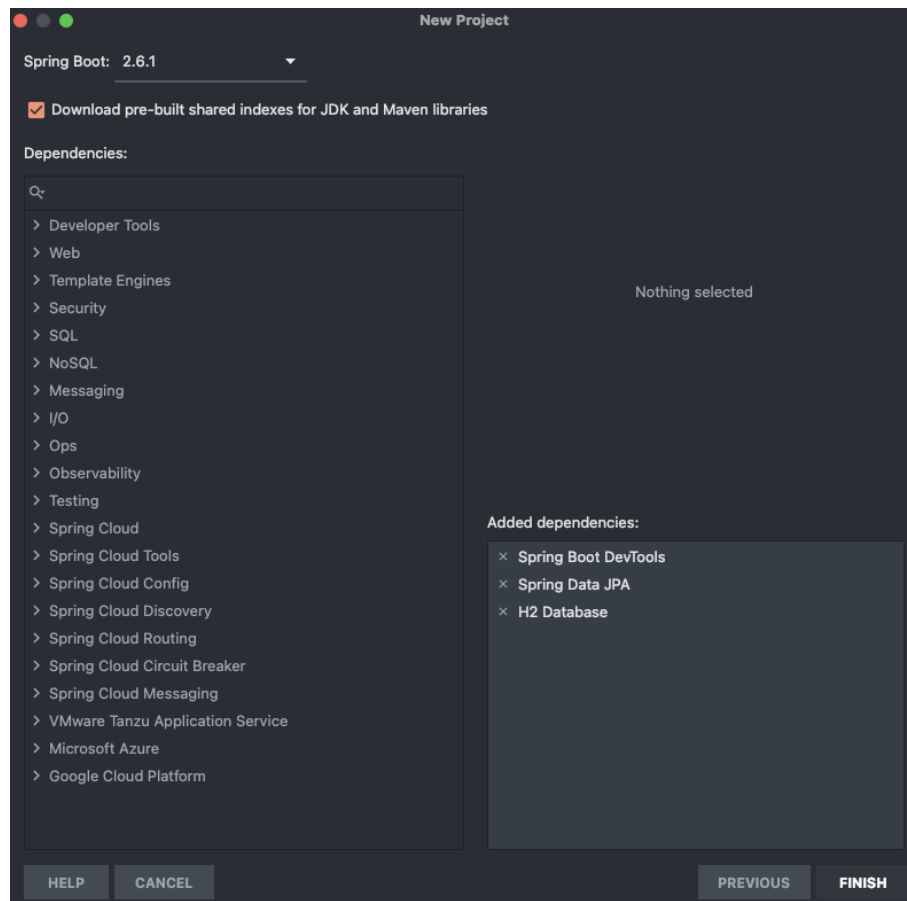 New Project
Spring Boot: 2.6.1
Download pre-built shared indexes for JDK and Maven libraries
Dependencies:
Developer Tools
Web
Template Engines
Security
SQL
NoSQL
Messaging
I/O
Ops
Observability
Testing
Spring Cloud
Spring Cloud Tools
Spring Cloud Config
Spring Cloud Discovery
Spring Cloud Routing
Spring Cloud Circuit Breaker
Spring Cloud Messaging
VMware Tanzu Application Service
Microsoft Azure
Google Cloud Platform
Nothing selected
Added dependencies:
Spring Boot DevTools
Spring Data JPA
H2 Database
HELP
CANCEL
PREVIOUS
FINISH